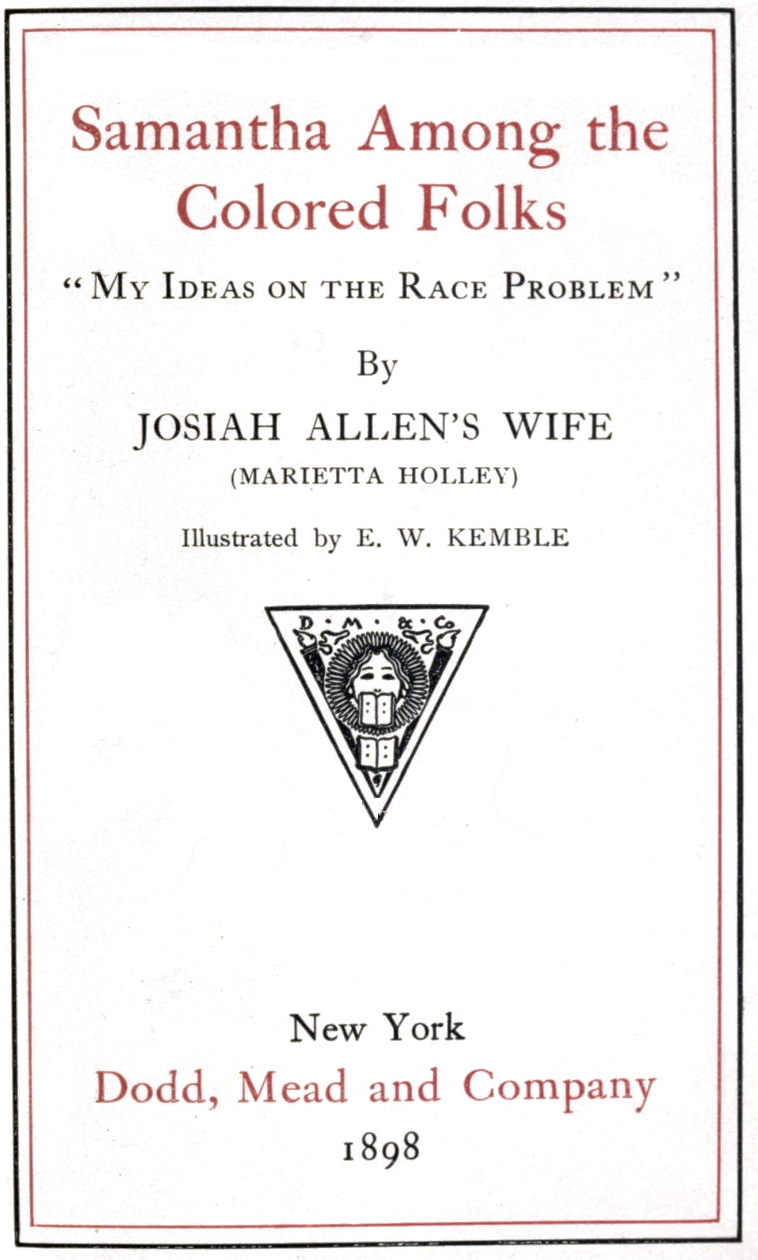 Samantha Among the
Colored Folks
“My Ideas on the Race Problem”
By
JOSIAH ALLEN’S WIFE
(MARIETTA HOLLEY)
Illustrated by E. W. KEMBLE
D · M · & · Co
New York
Dodd, Mead and Company
1898